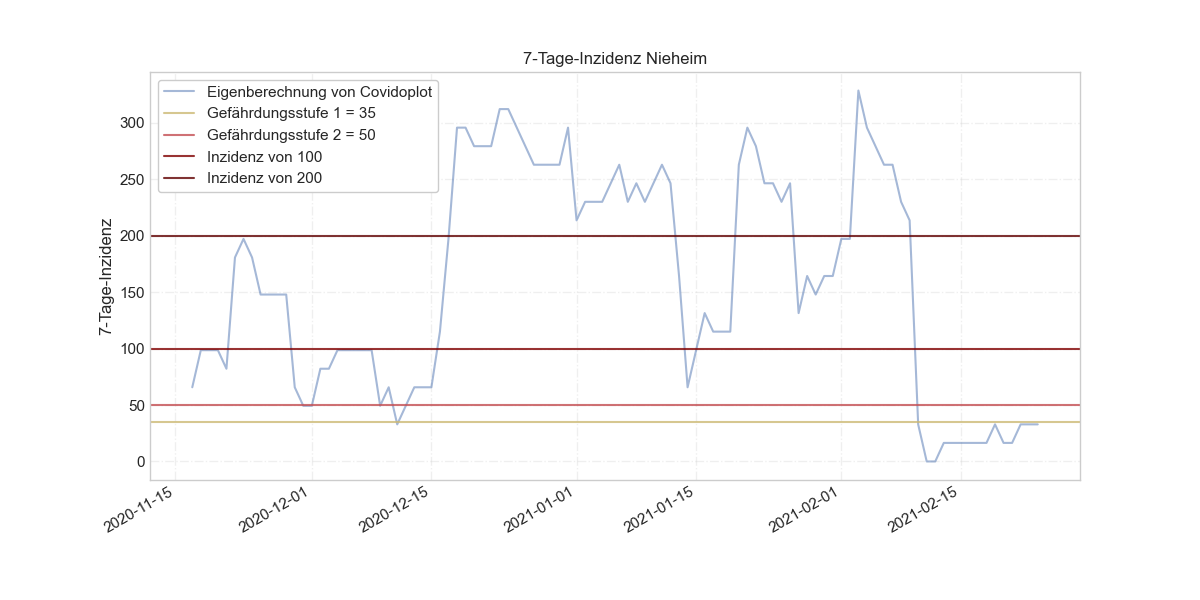 7-Tage-Inzidenz Nieheim
Eigenberechnung von Covidoplot
Gefährdungsstufe 1 = 35
Gefährdungsstufe 2 = 50
Inzidenz von 100
Inzidenz von 200
7-Tage-Inzidenz
300
250
200
150
100
50
0
2020-11-15
2020-12-01
2020-12-15
2021-01-01
2021-01-15
2021-02-01
2021-02-15